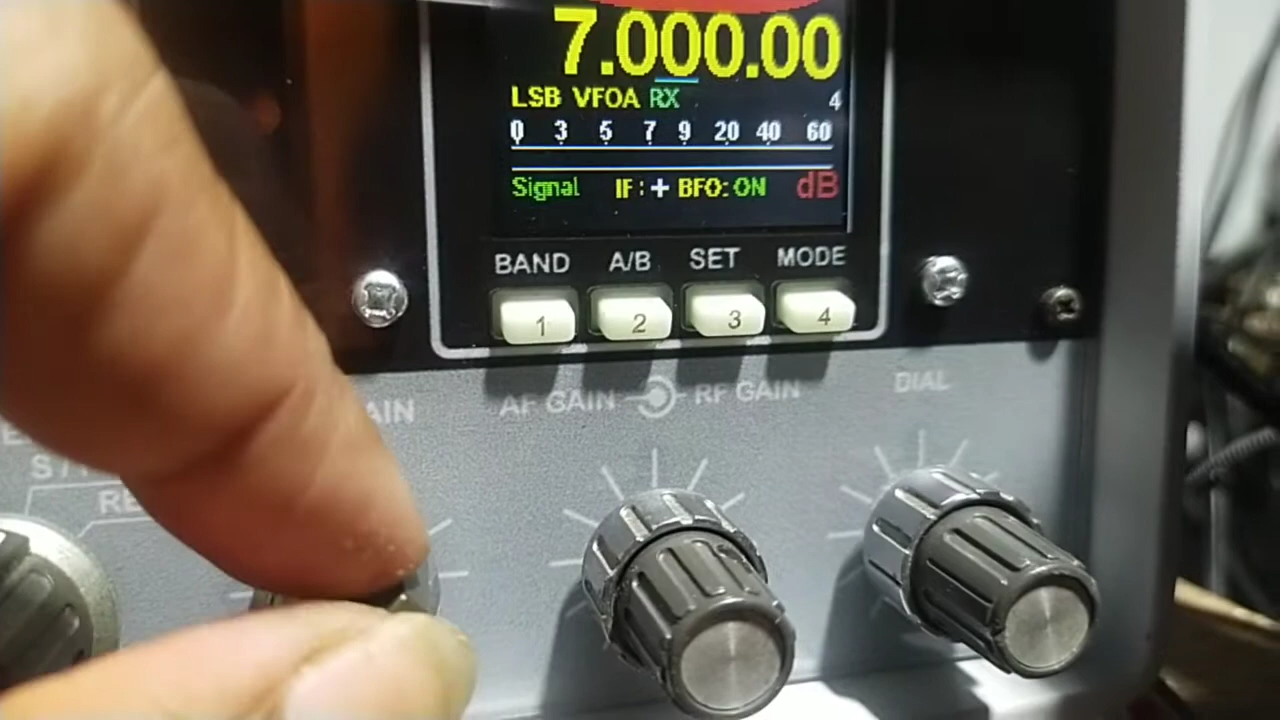 7.000.00
LSB VFOA RX 4
0 3 5 7 9 20 40 60
Signal IF:+ BFO:ON dB
BAND A/B SET MODE
1 2 3 4
AF GAIN RF GAIN DIAL